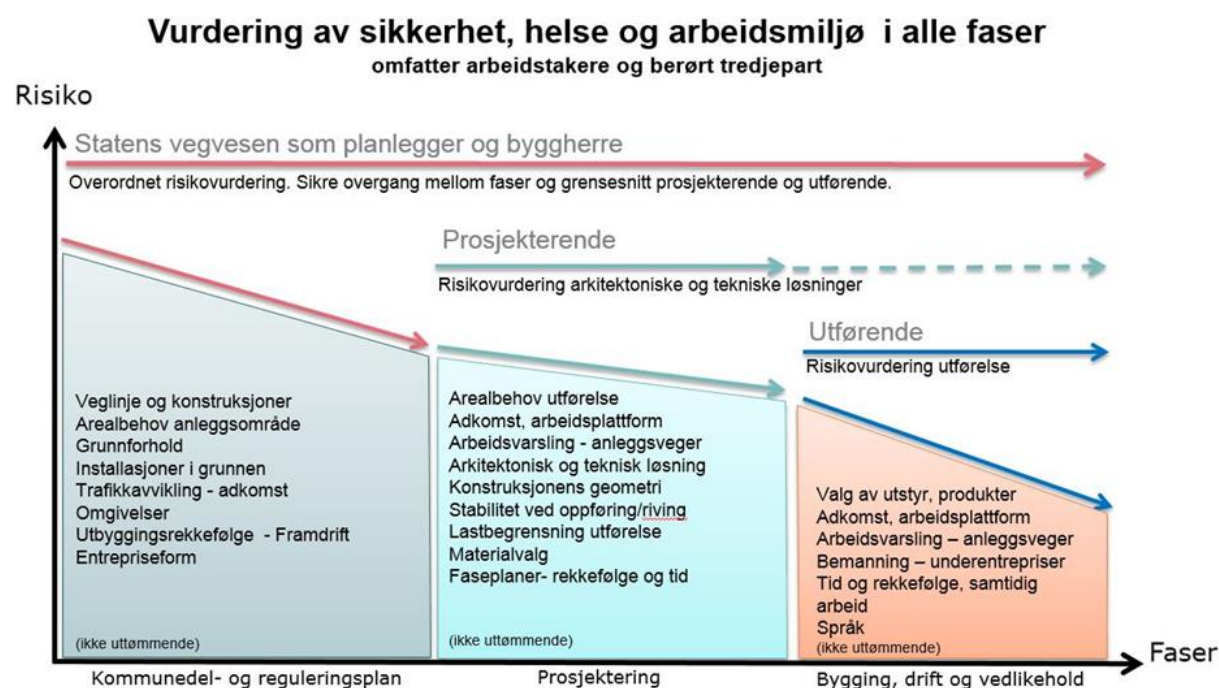 Vurdering av sikkerhet, helse og arbeidsmiljø i alle faser
omfatter arbeidstakere og berørt tredjepart
Risiko
Statens vegvesen som planlegger og byggherre
Overordnet risikovurdering. Sikre overgang mellom faser og grensesnitt prosjekterende og utførende.
Prosjekterende
Risikovurdering arkitektoniske og tekniske løsninger
Utførende
Risikovurdering utførelse
Veglinje og konstruksjoner
Arealbehov anleggsområde
Grunnforhold
Installasjoner i grunnen
Trafikkavvikling - adkomst
Omgivelser
Utbyggingsrekkefølge - Framdrift
Entrepriseform
(ikke uttømmende)
Arealbehov utførelse
Adkomst, arbeidsplattform
Arbeidsvarsling - anleggsveger
Arkitektonisk og teknisk løsning
Konstruksjonens geometri
Stabilitet ved oppføring/riving
Lastbegrensning utførelse
Materialvalg
Faseplaner- rekkefølge og tid
(ikke uttømmende)
Valg av utstyr, produkter
Adkomst, arbeidsplattform
Arbeidsvarsling – anleggsveger
Bemanning – underentrepriser
Tid og rekkefølge, samtidig
arbeid
Språk
(ikke uttømmende)
Faser
Kommunedel- og reguleringsplan
Prosjektering
Bygging, drift og vedlikehold